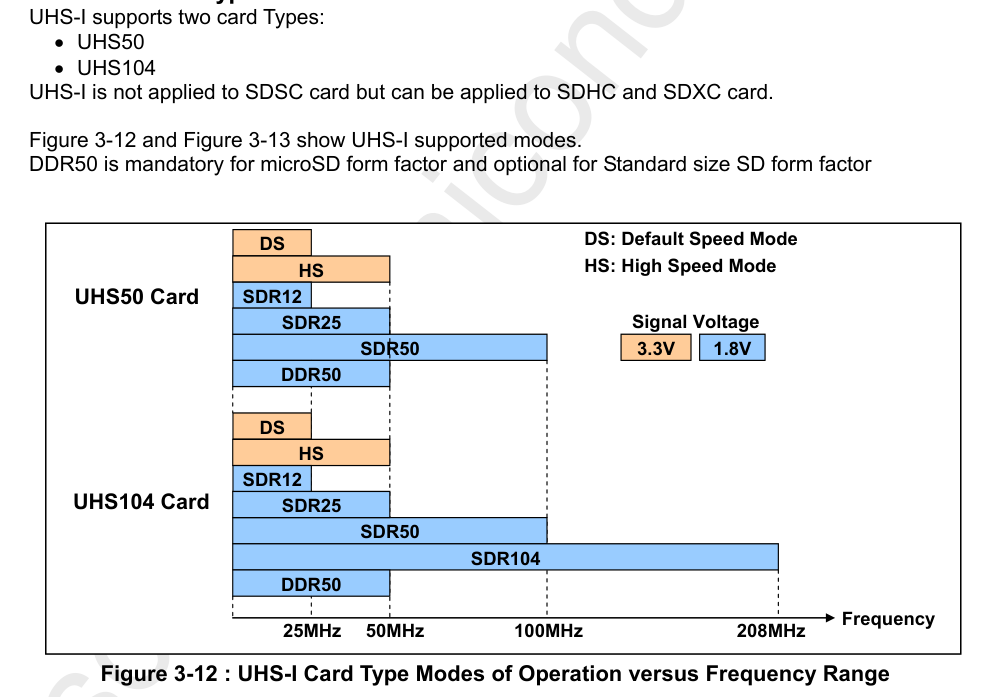 UHS-I supports two card Types:
• UHS50
• UHS104
UHS-I is not applied to SDSC card but can be applied to SDHC and SDXC card.
Figure 3-12 and Figure 3-13 show UHS-I supported modes.
DDR50 is mandatory for microSD form factor and optional for Standard size SD form factor
DS
HS
UHS50 Card
SDR12
SDR25
SDR50
DDR50
DS: Default Speed Mode
HS: High Speed Mode
Signal Voltage
3.3V 1.8V
DS
HS
SDR12
UHS104 Card
SDR25
SDR50
SDR104
DDR50
Frequency
25MHz 50MHz 100MHz 208MHz
Figure 3-12 : UHS-I Card Type Modes of Operation versus Frequency Range